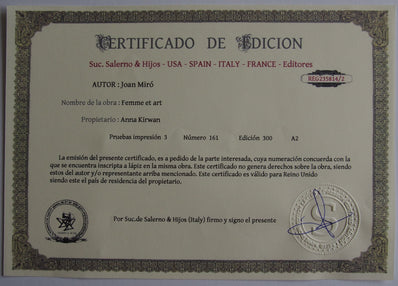 CERTIFICADO DE EDICION
Suc. Salerno & Hijos - USA - SPAIN - ITALY - FRANCE - Editores
REG235814/2
AUTOR : Joan Miró
Nombre de la obra : Femme et art
Propietario : Anna Kirwan
Pruebas impresión 3 Número 161 Edición 300 A2
La emisión del presente certificado, es a pedido de la parte interesada, cuya numeración concuerda con la
que se encuentra inscripta a lápiz en la misma obra. Este certificado no genera derechos sobre la obra, siendo
estos del autor y/o representante arriba mencionado. Este certificado es válido para Reino Unido
siendo este el pais de residencia del propietario.
Por Suc.de Salerno & Hijos (Italy) firmo y signo el presente